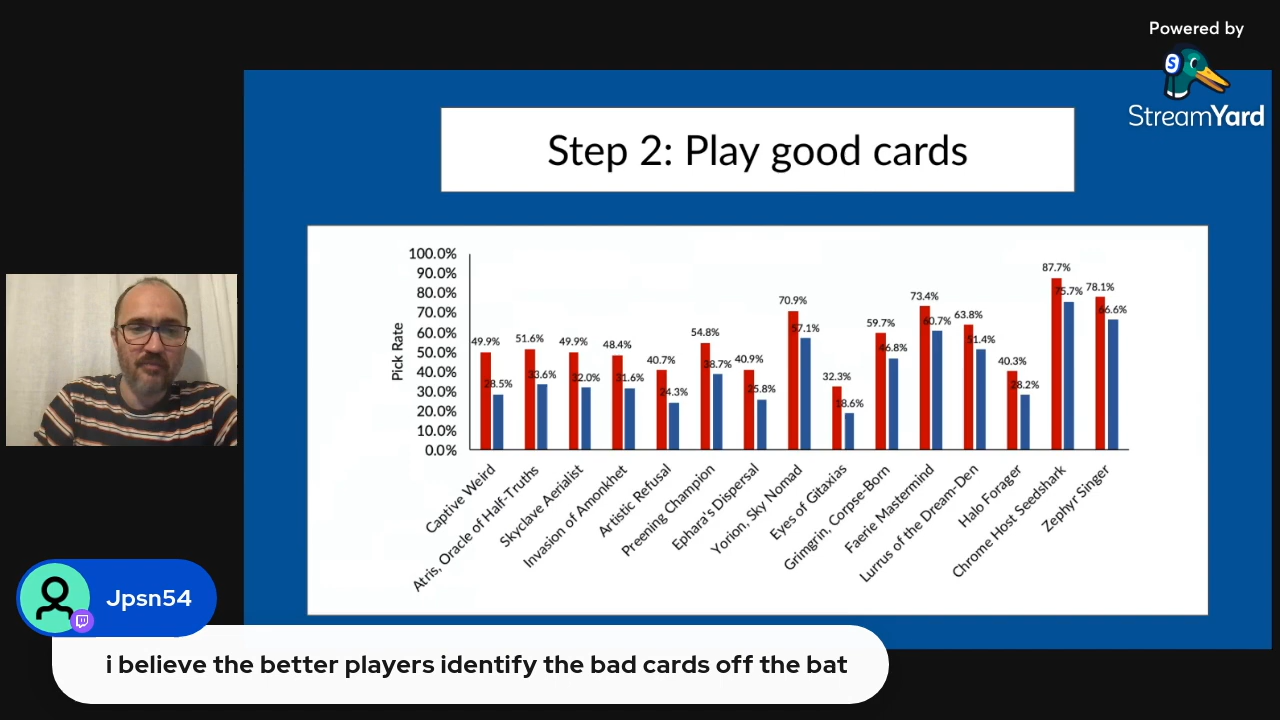 Powered by
StreamYard
Step 2: Play good cards
100.0%
90.0%
80.0%
70.0%
60.0%
50.0%
40.0%
30.0%
20.0%
10.0%
0.0%
Pick Rate
49.9%
28.5%
51.6%
33.6%
49.9%
32.0%
48.4%
31.6%
40.7%
24.3%
54.8%
38.7%
40.9%
25.8%
70.9%
57.1%
32.3%
18.6%
59.7%
46.8%
73.4%
60.7%
63.8%
51.4%
40.3%
28.2%
87.7%
75.7%
78.1%
66.6%
Captive Weird
Atris, Oracle of Half-Truths
Skyclave Aerialist
Invasion of Amonkhet
Artistic Refusal
Preening Champion
Ephara's Dispersal
Yorion, Sky Nomad
Eyes of Gitaxias
Grimgrin, Corpse-Born
Faerie Mastermind
Lurrus of the Dream-Den
Halo Forager
Chrome Host Seedshark
Zephyr Singer
Jpsn54
i believe the better players identify the bad cards off the bat